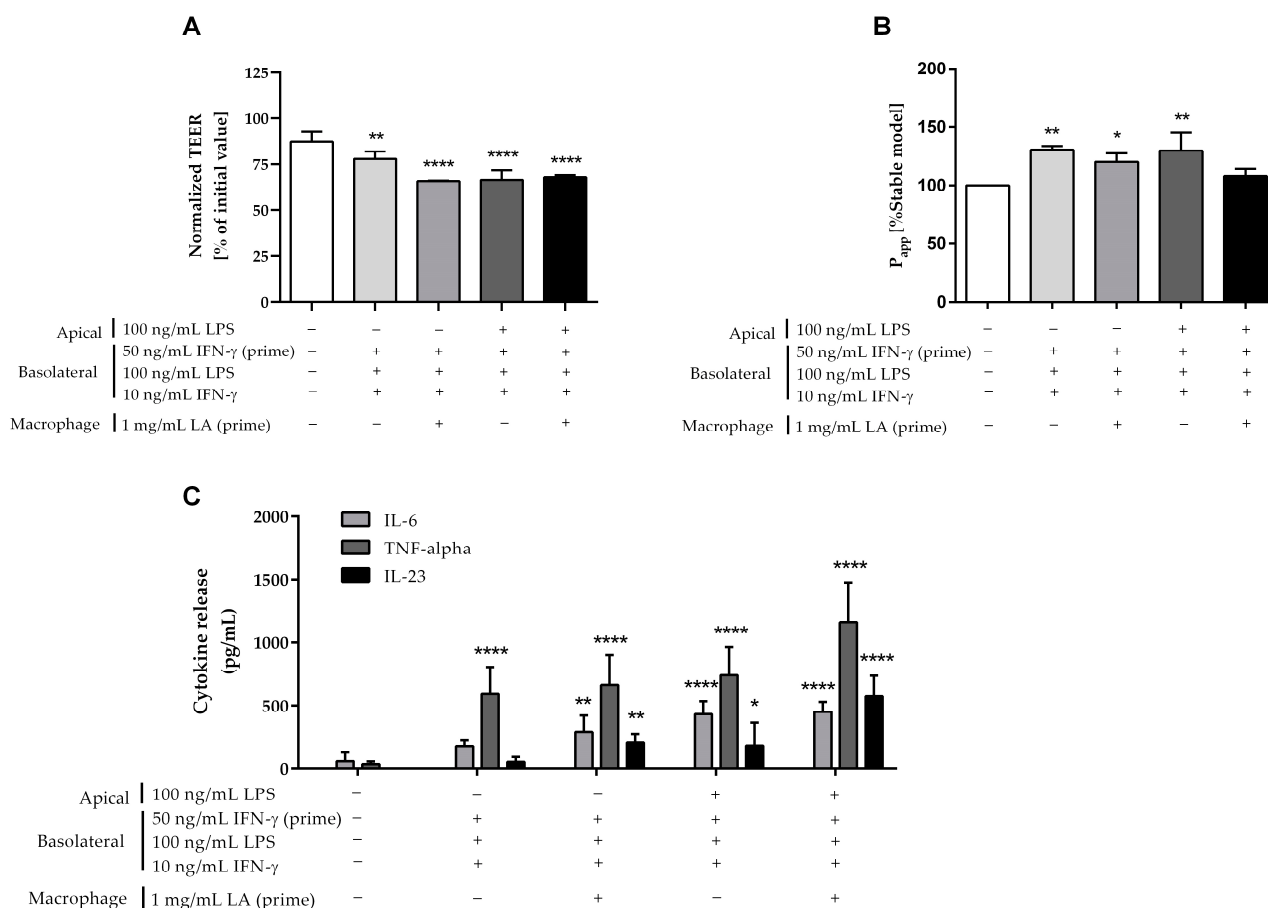 A
B
125
100
75
50
25
0
Normalized TEER
[% of initial value]
**
****
****
****
Apical
100 ng/mL LPS
– – – + +
Basolateral
50 ng/mL IFN-γ (prime)
– + + + +
100 ng/mL LPS
– + + + +
10 ng/mL IFN-γ
– + + + +
Macrophage
1 mg/mL LA (prime)
– – + – +
200
150
100
50
0
Papp [%Stable model]
**
*
**
Apical
100 ng/mL LPS
– – – + +
Basolateral
50 ng/mL IFN-γ (prime)
– + + + +
100 ng/mL LPS
– + + + +
10 ng/mL IFN-γ
– + + + +
Macrophage
1 mg/mL LA (prime)
– – + – +
C
2000
1500
1000
500
0
Cytokine release
(pg/mL)
IL-6
TNF-alpha
IL-23
****
**
****
**
****
****
*
****
****
****
Apical
100 ng/mL LPS
– – – + +
Basolateral
50 ng/mL IFN-γ (prime)
– + + + +
100 ng/mL LPS
– + + + +
10 ng/mL IFN-γ
– + + + +
Macrophage
1 mg/mL LA (prime)
– – + – +